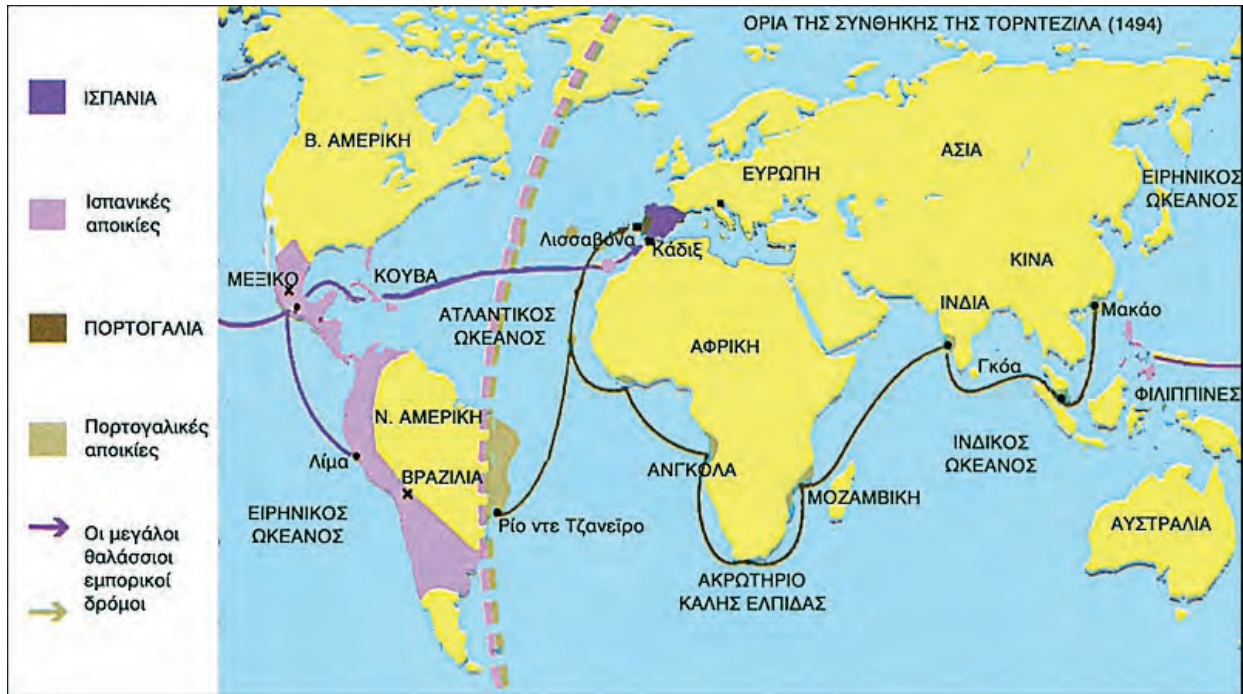 ΟΡΙΑ ΤΗΣ ΣΥΝΘΗΚΗΣ ΤΗΣ ΤΟΡΝΤΕΖΙΛΑ (1494)
ΙΣΠΑΝΙΑ
Ισπανικές
αποικίες
ΠΟΡΤΟΓΑΛΙΑ
Πορτογαλικές
αποικίες
Οι μεγάλοι
θαλάσσιοι
εμπορικοί
δρόμοι
Β. ΑΜΕΡΙΚΗ
ΑΣΙΑ
ΕΥΡΩΠΗ
ΕΙΡΗΝΙΚΟΣ
ΩΚΕΑΝΟΣ
Λισσαβόνα
Κάδιξ
ΚΙΝΑ
ΜΕΞΙΚΟ
ΚΟΥΒΑ
ΙΝΔΙΑ
Μακάο
ΑΤΛΑΝΤΙΚΟΣ
ΩΚΕΑΝΟΣ
ΑΦΡΙΚΗ
Γκόα
ΦΙΛΙΠΠΙΝΕΣ
Ν. ΑΜΕΡΙΚΗ
Λίμα
ΒΡΑΖΙΛΙΑ
ΑΝΓΚΟΛΑ
ΙΝΔΙΚΟΣ
ΩΚΕΑΝΟΣ
ΜΟΖΑΜΒΙΚΗ
ΕΙΡΗΝΙΚΟΣ
ΩΚΕΑΝΟΣ
Ρίο ντε Τζανεϊρο
ΑΥΣΤΡΑΛΙΑ
ΑΚΡΩΤΗΡΙΟ
ΚΑΛΗΣ ΕΛΠΙΔΑΣ